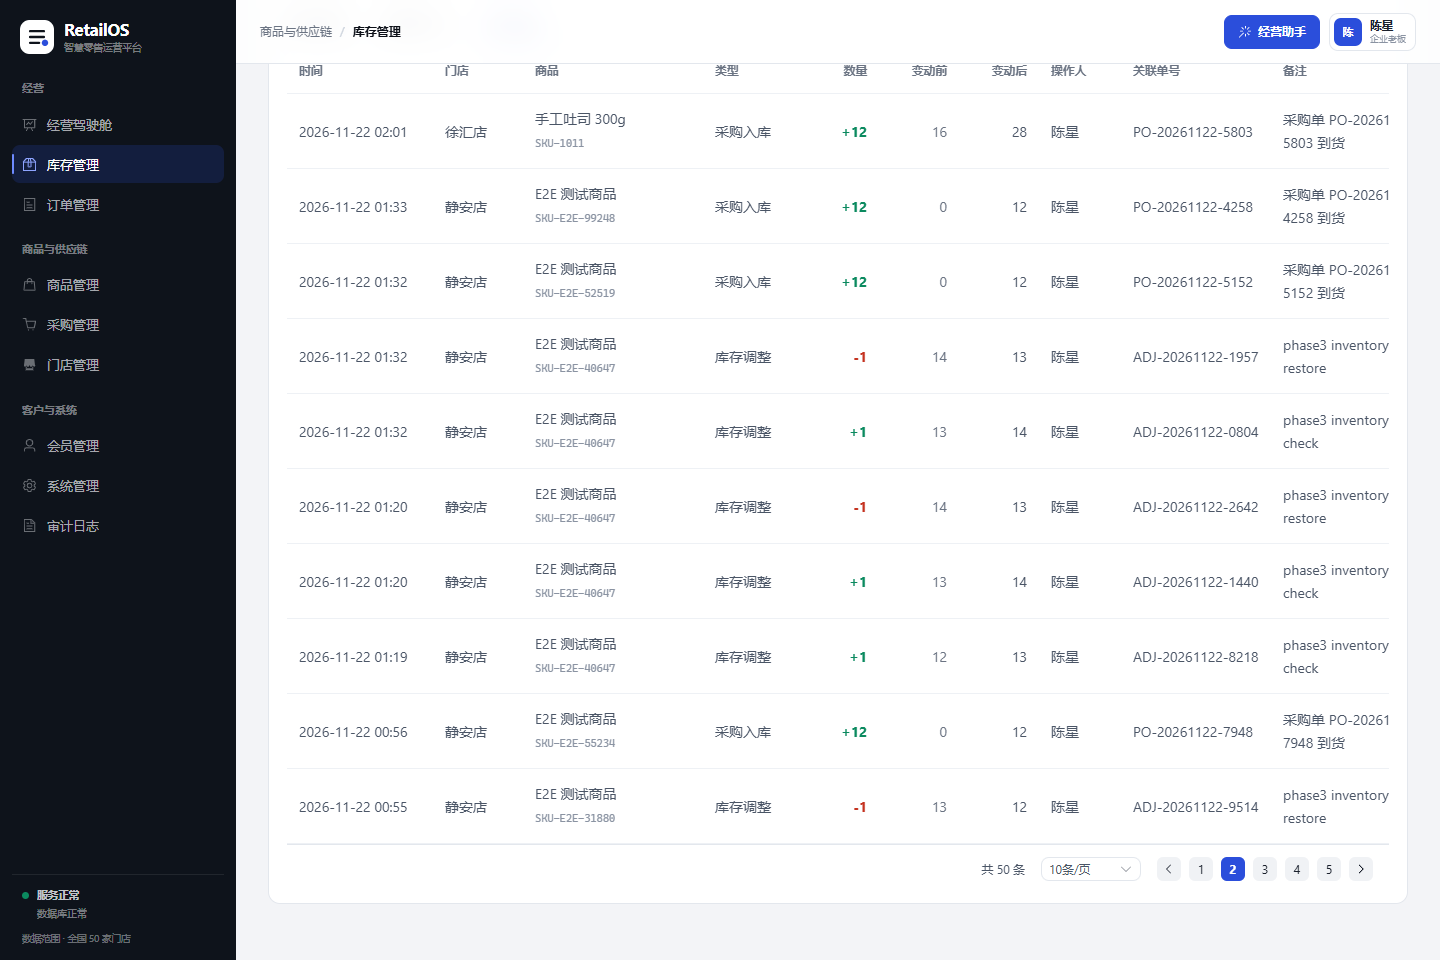 RetailOS
智慧零售运营平台
经营
经营驾驶舱
库存管理
订单管理
商品与供应链
商品管理
采购管理
门店管理
客户与系统
会员管理
系统管理
审计日志
服务正常
数据库正常
数据范围 · 全国 50 家门店
商品与供应链 / 库存管理
经营助手
陈
陈星
企业老板
时间 门店 商品 类型 数量 变动前 变动后 操作人 关联单号 备注
2026-11-22 02:01 徐汇店 手工吐司 300g SKU-1011 采购入库 +12 16 28 陈星 PO-20261122-5803 采购单 PO-20261
5803 到货
2026-11-22 01:33 静安店 E2E 测试商品 SKU-E2E-99248 采购入库 +12 0 12 陈星 PO-20261122-4258 采购单 PO-20261
4258 到货
2026-11-22 01:32 静安店 E2E 测试商品 SKU-E2E-52519 采购入库 +12 0 12 陈星 PO-20261122-5152 采购单 PO-20261
5152 到货
2026-11-22 01:32 静安店 E2E 测试商品 SKU-E2E-40647 库存调整 -1 14 13 陈星 ADJ-20261122-1957 phase3 inventory
restore
2026-11-22 01:32 静安店 E2E 测试商品 SKU-E2E-40647 库存调整 +1 13 14 陈星 ADJ-20261122-0804 phase3 inventory
check
2026-11-22 01:20 静安店 E2E 测试商品 SKU-E2E-40647 库存调整 -1 14 13 陈星 ADJ-20261122-2642 phase3 inventory
restore
2026-11-22 01:20 静安店 E2E 测试商品 SKU-E2E-40647 库存调整 +1 13 14 陈星 ADJ-20261122-1440 phase3 inventory
check
2026-11-22 01:19 静安店 E2E 测试商品 SKU-E2E-40647 库存调整 +1 12 13 陈星 ADJ-20261122-8218 phase3 inventory
check
2026-11-22 00:56 静安店 E2E 测试商品 SKU-E2E-55234 采购入库 +12 0 12 陈星 PO-20261122-7948 采购单 PO-20261
7948 到货
2026-11-22 00:55 静安店 E2E 测试商品 SKU-E2E-31880 库存调整 -1 13 12 陈星 ADJ-20261122-9514 phase3 inventory
restore
共 50 条 10条/页 1 2 3 4 5